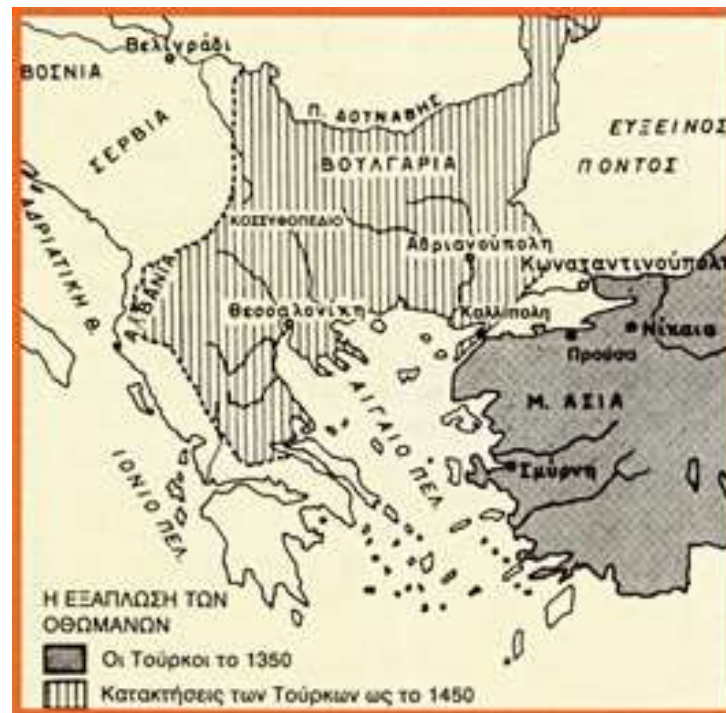 Βελιγράδι
ΒΟΣΝΙΑ
ΣΕΡΒΙΑ
Π. ΔΟΥΝΑΒΗΣ
ΒΟΥΛΓΑΡΙΑ
ΕΥΞΕΙΝΟΣ
ΠΟΝΤΟΣ
ΑΔΡΙΑΤΙΚΗ Θ.
ΚΟΣΣΥΦΟΠΕΔΙΟ
Αδριανούπολη
Κωνσταντινούπολη
ΑΛΒΑΝΙΑ
Θεσσαλονίκη
Καλλίπολη
Νίκαια
Προύσα
Μ. ΑΣΙΑ
ΑΙΓΑΙΟ ΠΕΛ.
Σμύρνη
ΙΟΝΙΟ ΠΕΛ.
Η ΕΞΑΠΛΩΣΗ ΤΩΝ
ΟΘΩΜΑΝΩΝ
Οι Τούρκοι το 1350
Κατακτήσεις των Τούρκων ως το 1450